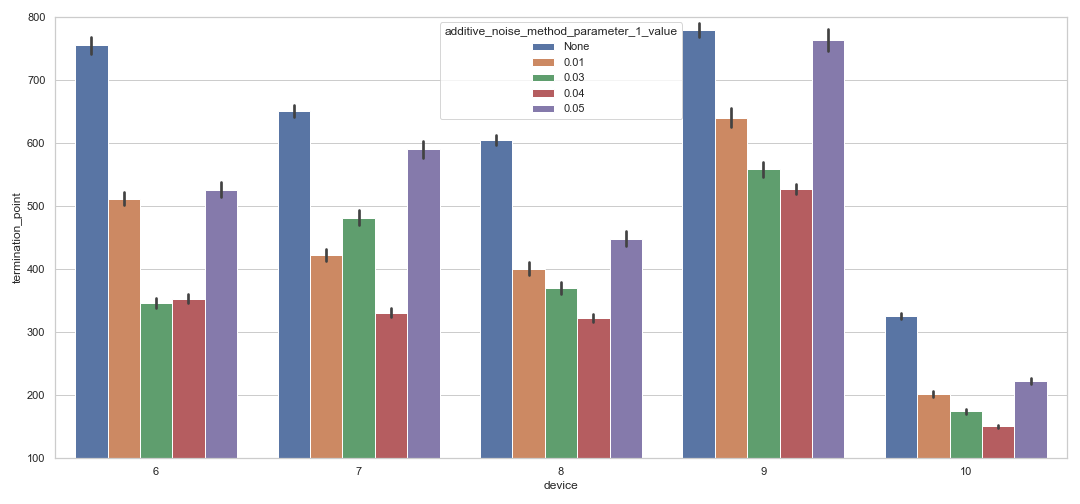 800
700
600
500
400
300
200
100
termination_point
additive_noise_method_parameter_1_value
None
0.01
0.03
0.04
0.05
6 7 8 9 10
device